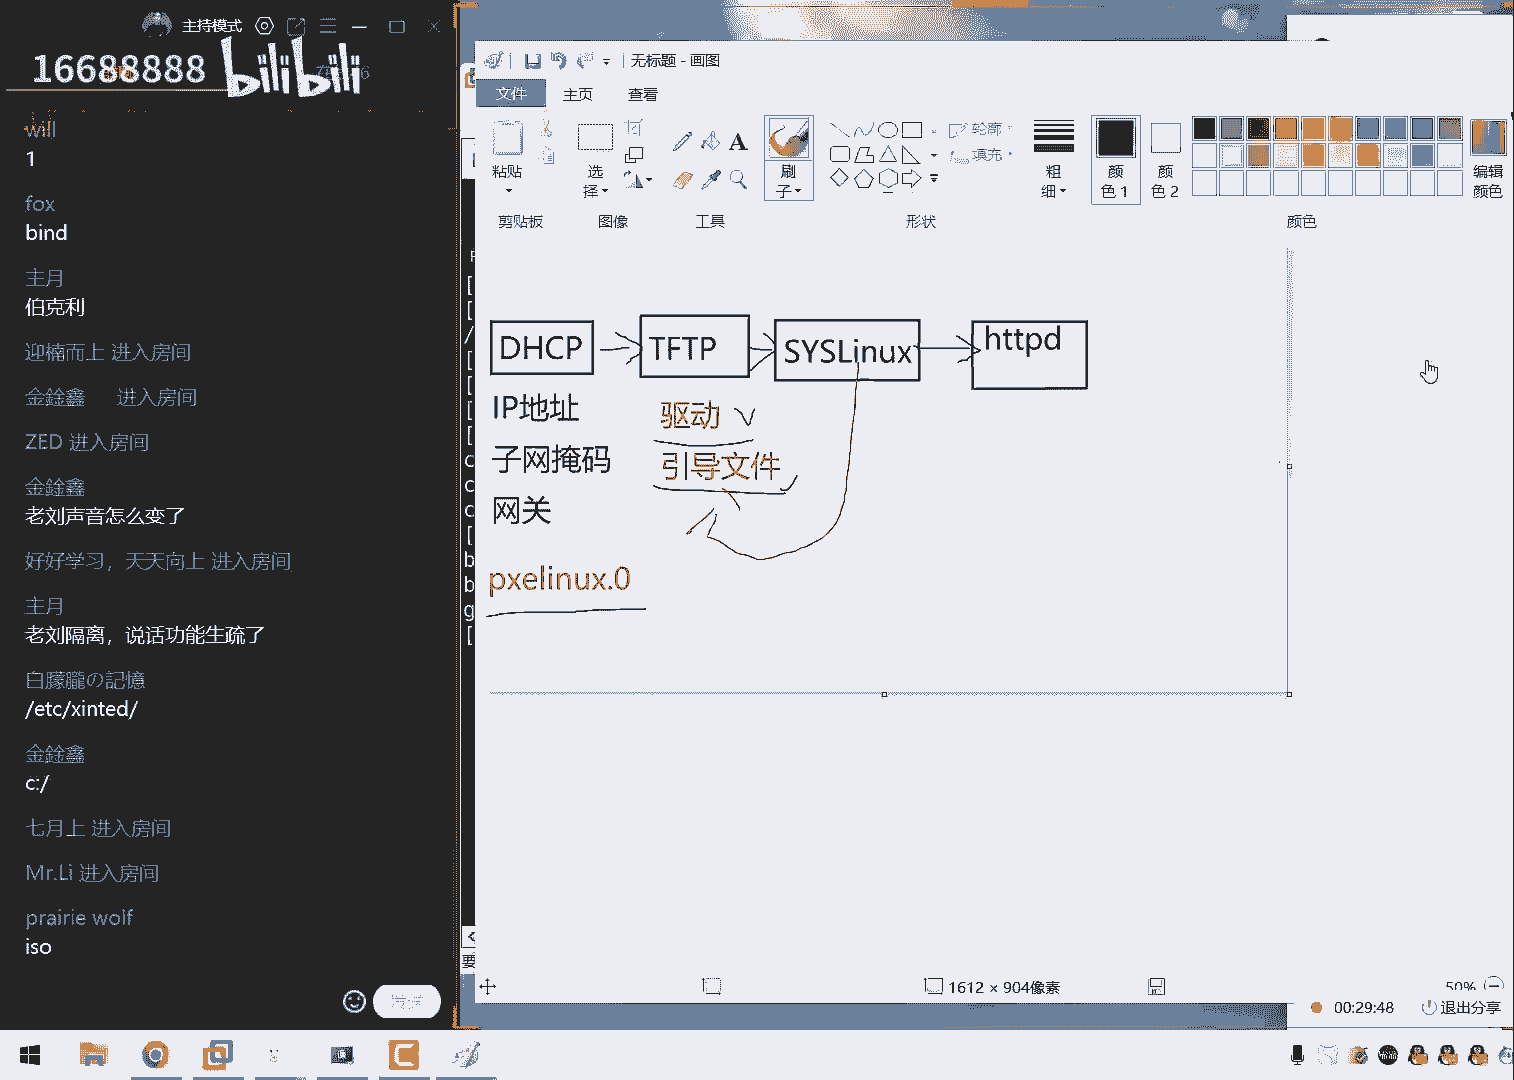 主持模式
16688888
bilibili
will
1
fox
bind
主月
伯克利
迎楠而上 进入房间
金銓鑫 进入房间
ZED 进入房间
金銓鑫
老刘声音怎么变了
好好学习，天天向上 进入房间
主月
老刘隔离，说话功能生疏了
白朦朧の記憶
/etc/xinted/
金銓鑫
c:/
七月上 进入房间
Mr.Li 进入房间
prairie wolf
iso
无标题 - 画图
文件 主页 查看
粘贴
选择
刷子
轮廓
填充
粗细
颜色 1
颜色 2
编辑颜色
剪贴板 图像 工具 形状 颜色
DHCP TFTP SYSLinux httpd
IP地址
子网掩码
网关
pxelinux.0
驱动
引导文件
1612 × 904像素
50%
00:29:48 退出分享